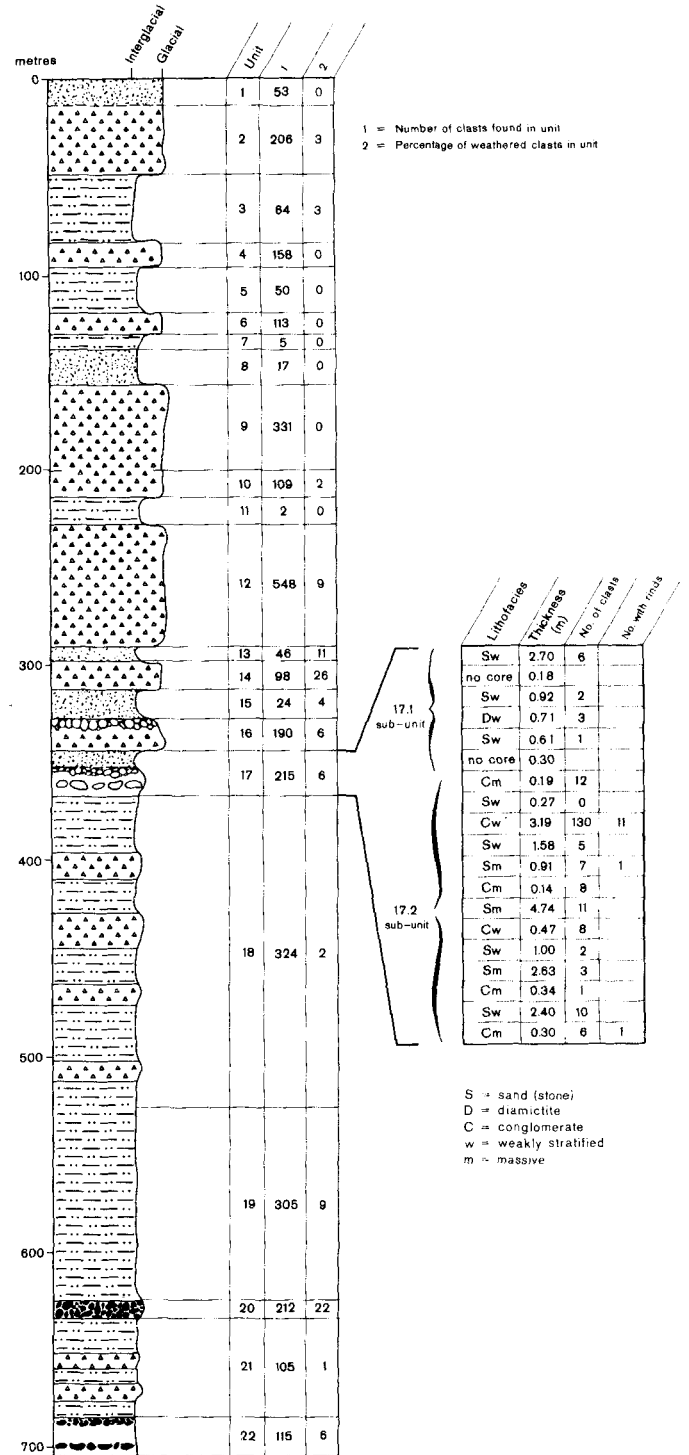 metres
Interglacial
Glacial
Unit 1 2
0
1 53 0
2 206 3
3 64 3
4 158 0
100
5 50 0
6 113 0
7 5 0
8 17 0
9 331 0
200
10 109 2
11 2 0
12 548 9
300
13 46 11
14 98 26
15 24 4
16 190 6
17 215 6
400
18 324 2
500
19 305 9
600
20 212 22
21 105 1
22 115 6
700
1 = Number of clasts found in unit
2 = Percentage of weathered clasts in unit
17.1
sub-unit
17.2
sub-unit
Lithofacies Thickness (m) No. of clasts No. with rinds
Sw 2.70 6
no core 0.18
Sw 0.92 2
Dw 0.71 3
Sw 0.61 1
no core 0.30
Cm 0.19 12
Sw 0.27 0
Cw 3.19 130 11
Sw 1.58 5
Sm 0.91 7 1
Cm 0.14 8
Sm 4.74 11
Cw 0.47 8
Sw 1.00 2
Sm 2.63 3
Cm 0.34 1
Sw 2.40 10
Cm 0.30 6 1
S = sand (stone)
D = diamictite
C = conglomerate
w = weakly stratified
m = massive